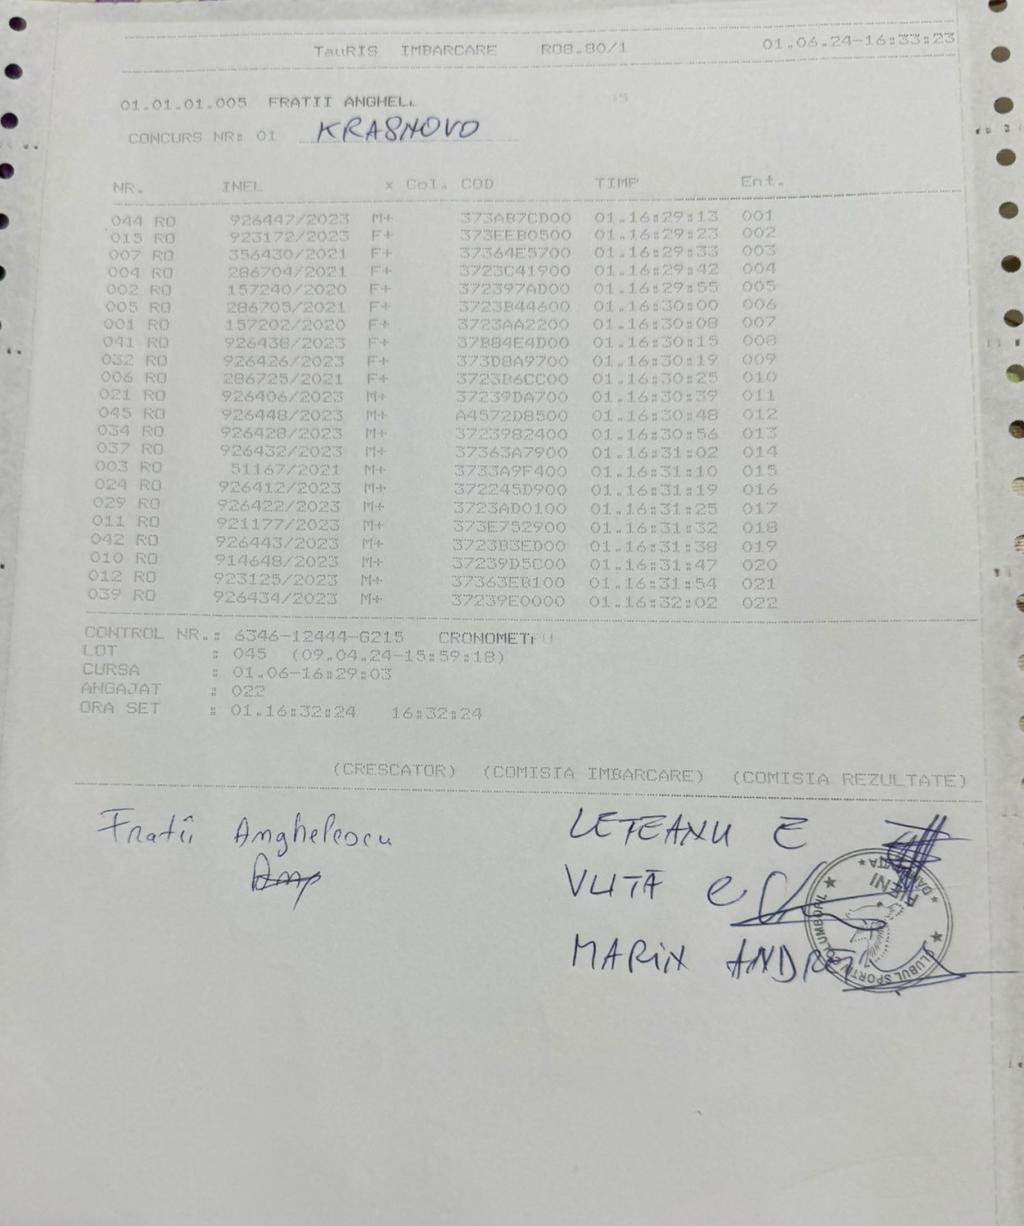 TauRIS IMBARCARE R08.80/1 01.06.24-16:33:23
01.01.01.005 FRATII ANGHEL
CONCURS NR: 01 KRASNOVO
NR. INEL x Col. COD TIMP Ent.
044 RO 926447/2023 M+ 373AB7CD00 01.16:29:13 001
015 RO 923172/2023 F+ 373EEB0500 01.16:29:23 002
007 RO 356430/2021 F+ 37364E5700 01.16:29:33 003
004 RO 286704/2021 F+ 3723C41900 01.16:29:42 004
002 RO 157240/2020 F+ 372397AD00 01.16:29:55 005
005 RO 286705/2021 F+ 3723B44600 01.16:30:00 006
001 RO 157202/2020 F+ 3723AA2200 01.16:30:08 007
041 RO 926438/2023 F+ 37B84E4D00 01.16:30:15 008
032 RO 926426/2023 F+ 373D8A9700 01.16:30:19 009
006 RO 286725/2021 F+ 3723B6CC00 01.16:30:25 010
021 RO 926406/2023 M+ 37239DA700 01.16:30:39 011
045 RO 926448/2023 M+ A4572D8500 01.16:30:48 012
034 RO 926428/2023 M+ 3723982400 01.16:30:56 013
037 RO 926432/2023 M+ 37363A7900 01.16:31:02 014
003 RO 51167/2021 M+ 3733A9F400 01.16:31:10 015
024 RO 926412/2023 M+ 372245D900 01.16:31:19 016
029 RO 926422/2023 M+ 3723AD0100 01.16:31:25 017
011 RO 921177/2023 M+ 373E752900 01.16:31:32 018
042 RO 926443/2023 M+ 3723B3ED00 01.16:31:38 019
010 RO 914648/2023 M+ 37239D5C00 01.16:31:47 020
012 RO 923125/2023 M+ 37363EB100 01.16:31:54 021
039 RO 926434/2023 M+ 37239E0000 01.16:32:02 022
CONTROL NR.: 6346-12444-G215 CRONOMETRU
LOT : 045 (09.04.24-15:59:18)
CURSA : 01.06-16:29:03
ANGAJAT : 022
ORA SET : 01.16:32:24 16:32:24
(CRESCATOR) (COMISIA IMBARCARE) (COMISIA REZULTATE)
Fratii Anghelescu LETEANU E
VUTĂ
MARIN ANDREI
CLUBUL SPORTIV COLUMBOFIL